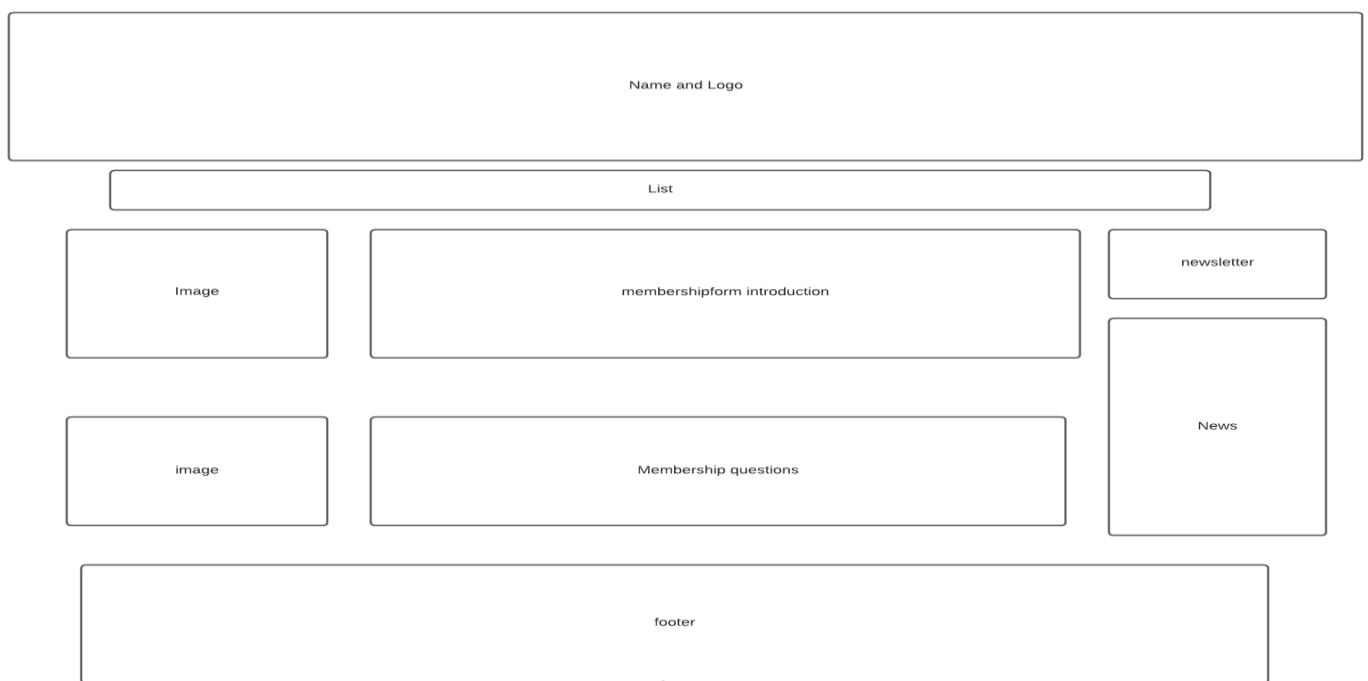 Name and Logo
List
Image
membershipform introduction
newsletter
News
image
Membership questions
footer